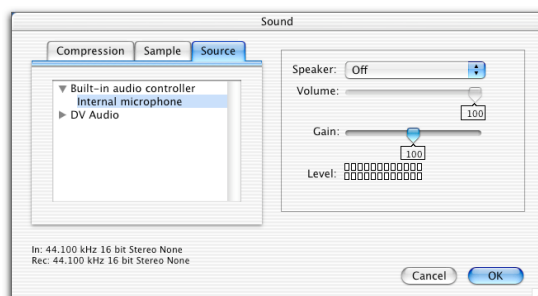 Sound
Compression Sample Source
Built-in audio controller
Internal microphone
DV Audio
Speaker: Off
Volume:
100
Gain:
100
Level:
In: 44.100 kHz 16 bit Stereo None
Rec: 44.100 kHz 16 bit Stereo None
Cancel OK